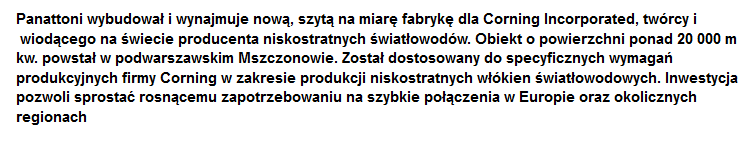 Panattoni wybudował i wynajmuje nową, szytą na miarę fabrykę dla Corning Incorporated, twórcy i
wiodącego na świecie producenta niskostratnych światłowodów. Obiekt o powierzchni ponad 20 000 m
kw. powstał w podwarszawskim Mszczonowie. Został dostosowany do specyficznych wymagań
produkcyjnych firmy Corning w zakresie produkcji niskostratnych włókien światłowodowych. Inwestycja
pozwoli sprostać rosnącemu zapotrzebowaniu na szybkie połączenia w Europie oraz okolicznych
regionach